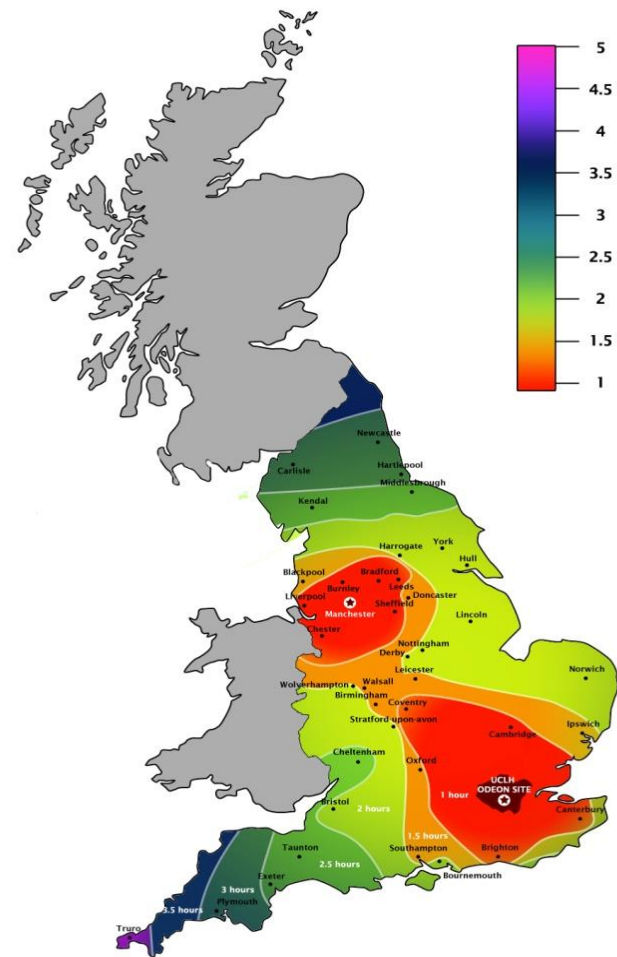 5
4.5
4
3.5
3
2.5
2
1.5
1
Newcastle
Carlisle
Hartlepool
Middlesbrough
Kendal
Harrogate
York
Hull
Blackpool
Burnley
Bradford
Leeds
Doncaster
Liverpool
Manchester
Sheffield
Lincoln
Chester
Nottingham
Derby
Leicester
Norwich
Wolverhampton
Walsall
Birmingham
Coventry
Stratford upon-avon
Cambridge
Ipswich
Cheltenham
Oxford
UCLH
ODEON SITE
1 hour
Bristol
2 hours
Canterbury
1.5 hours
Taunton
Southampton
Brighton
2.5 hours
Bournemouth
Exeter
3 hours
Plymouth
3.5 hours
Truro